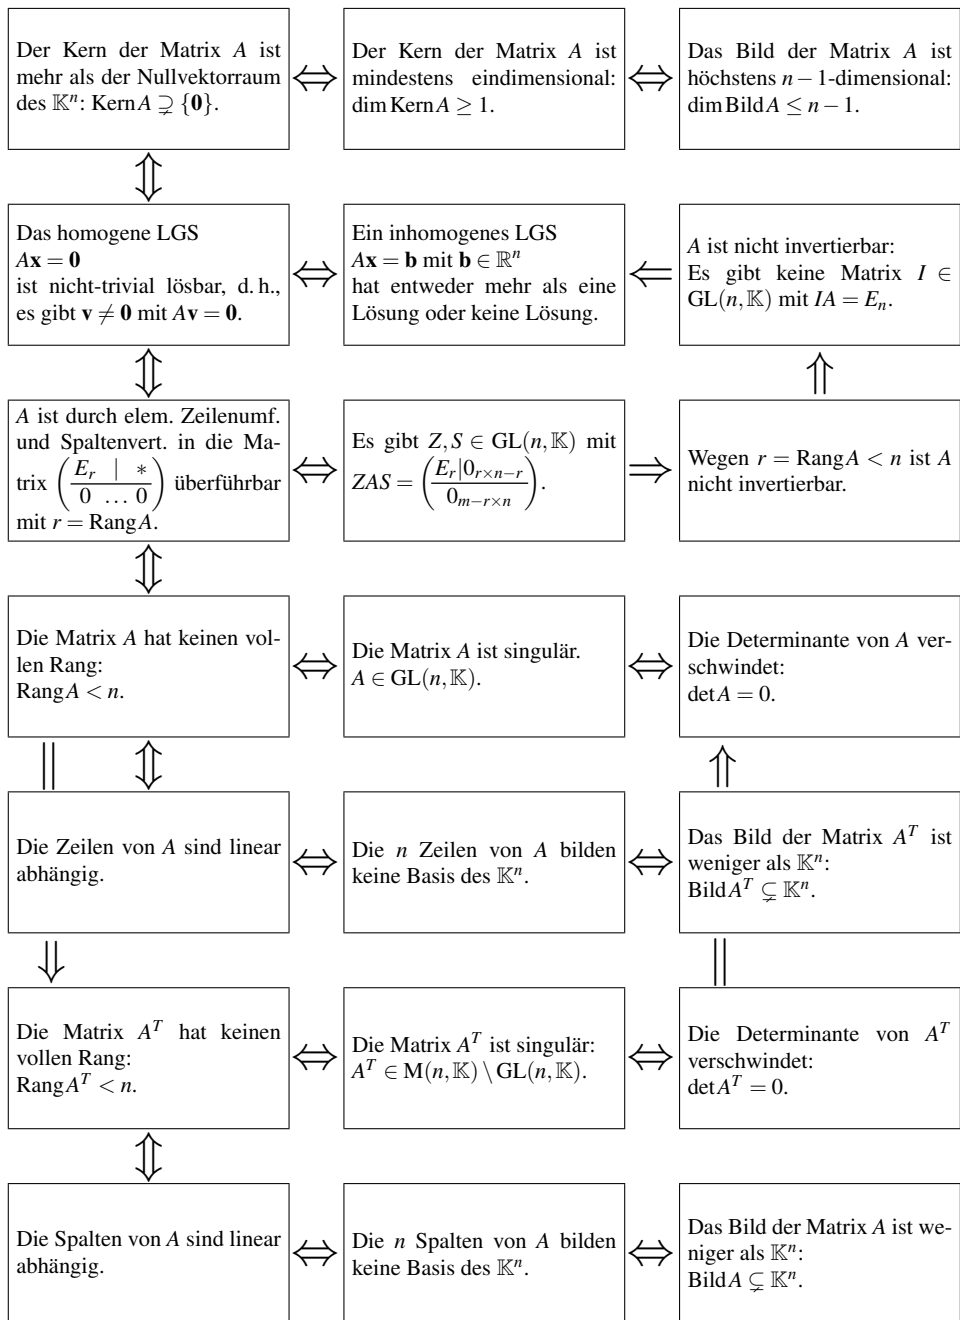 Der Kern der Matrix A ist
mehr als der Nullvektorraum
des 𝕂ⁿ: Kern A ⊋ {0}.
⇔
Der Kern der Matrix A ist
mindestens eindimensional:
dim Kern A ≥ 1.
⇔
Das Bild der Matrix A ist
höchstens n − 1-dimensional:
dim Bild A ≤ n − 1.
⇕
Das homogene LGS
Ax = 0
ist nicht-trivial lösbar, d. h.,
es gibt v ≠ 0 mit Av = 0.
⇔
Ein inhomogenes LGS
Ax = b mit b ∈ ℝⁿ
hat entweder mehr als eine
Lösung oder keine Lösung.
⇐
A ist nicht invertierbar:
Es gibt keine Matrix I ∈
GL(n, 𝕂) mit IA = Eₙ.
⇕
⇑
A ist durch elem. Zeilenumf.
und Spaltenvert. in die Ma-
trix (E_r | * / 0 … 0) überführbar
mit r = Rang A.
⇔
Es gibt Z, S ∈ GL(n, 𝕂) mit
ZAS = (E_r|0_{r×n−r} / 0_{m−r×n}).
⇒
Wegen r = Rang A < n ist A
nicht invertierbar.
⇕
Die Matrix A hat keinen vol-
len Rang:
Rang A < n.
⇔
Die Matrix A ist singulär.
A ∈ GL(n, 𝕂).
⇔
Die Determinante von A ver-
schwindet:
det A = 0.
|| ⇕
⇑
Die Zeilen von A sind linear
abhängig.
⇔
Die n Zeilen von A bilden
keine Basis des 𝕂ⁿ.
⇔
Das Bild der Matrix Aᵀ ist
weniger als 𝕂ⁿ:
Bild Aᵀ ⊊ 𝕂ⁿ.
⇓
||
Die Matrix Aᵀ hat keinen
vollen Rang:
Rang Aᵀ < n.
⇔
Die Matrix Aᵀ ist singulär:
Aᵀ ∈ M(n, 𝕂) \ GL(n, 𝕂).
⇔
Die Determinante von Aᵀ
verschwindet:
det Aᵀ = 0.
⇕
Die Spalten von A sind linear
abhängig.
⇔
Die n Spalten von A bilden
keine Basis des 𝕂ⁿ.
⇔
Das Bild der Matrix A ist we-
niger als 𝕂ⁿ:
Bild A ⊊ 𝕂ⁿ.